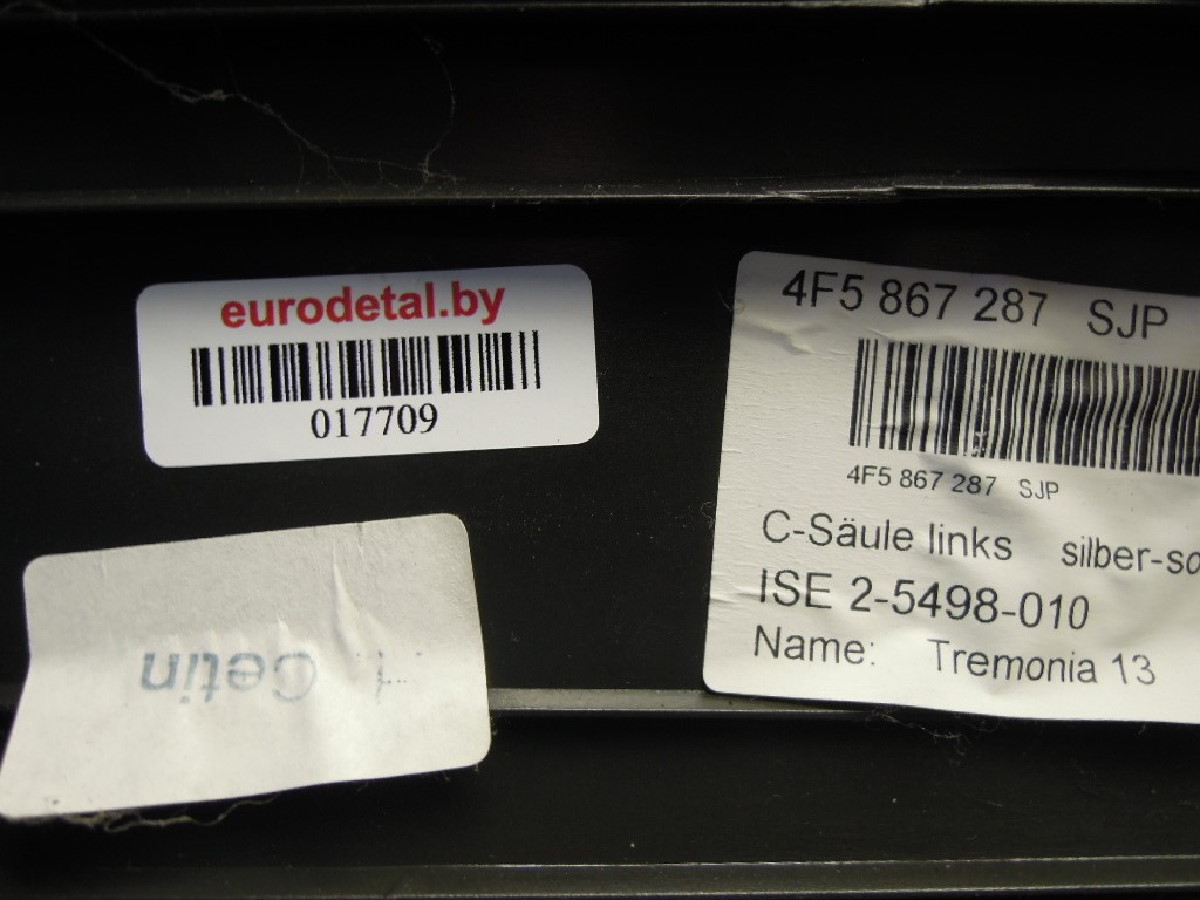 eurodetal.by
017709
4F5 867 287 SJP
4F5 867 287 SJP
C-Säule links silber-so
ISE 2-5498-010
Name: Tremonia 13
Cetin